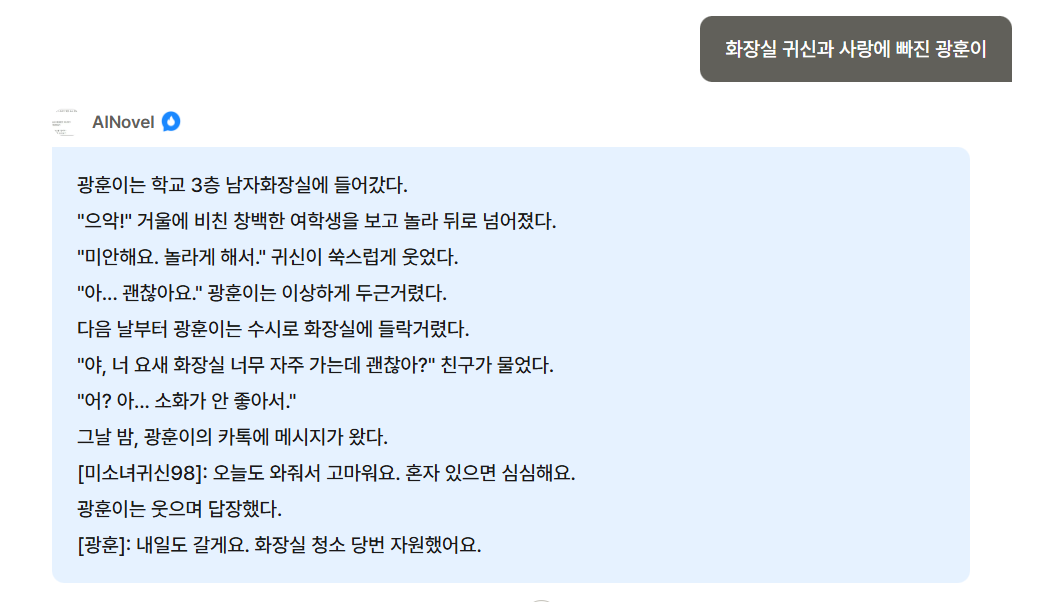 화장실 귀신과 사랑에 빠진 광훈이
AINovel
광훈이는 학교 3층 남자화장실에 들어갔다.
"으악!" 거울에 비친 창백한 여학생을 보고 놀라 뒤로 넘어졌다.
"미안해요. 놀라게 해서." 귀신이 쑥스럽게 웃었다.
"아... 괜찮아요." 광훈이는 이상하게 두근거렸다.
다음 날부터 광훈이는 수시로 화장실에 들락거렸다.
"야, 너 요새 화장실 너무 자주 가는데 괜찮아?" 친구가 물었다.
"어? 아... 소화가 안 좋아서."
그날 밤, 광훈이의 카톡에 메시지가 왔다.
[미소녀귀신98]: 오늘도 와줘서 고마워요. 혼자 있으면 심심해요.
광훈이는 웃으며 답장했다.
[광훈]: 내일도 갈게요. 화장실 청소 당번 자원했어요.